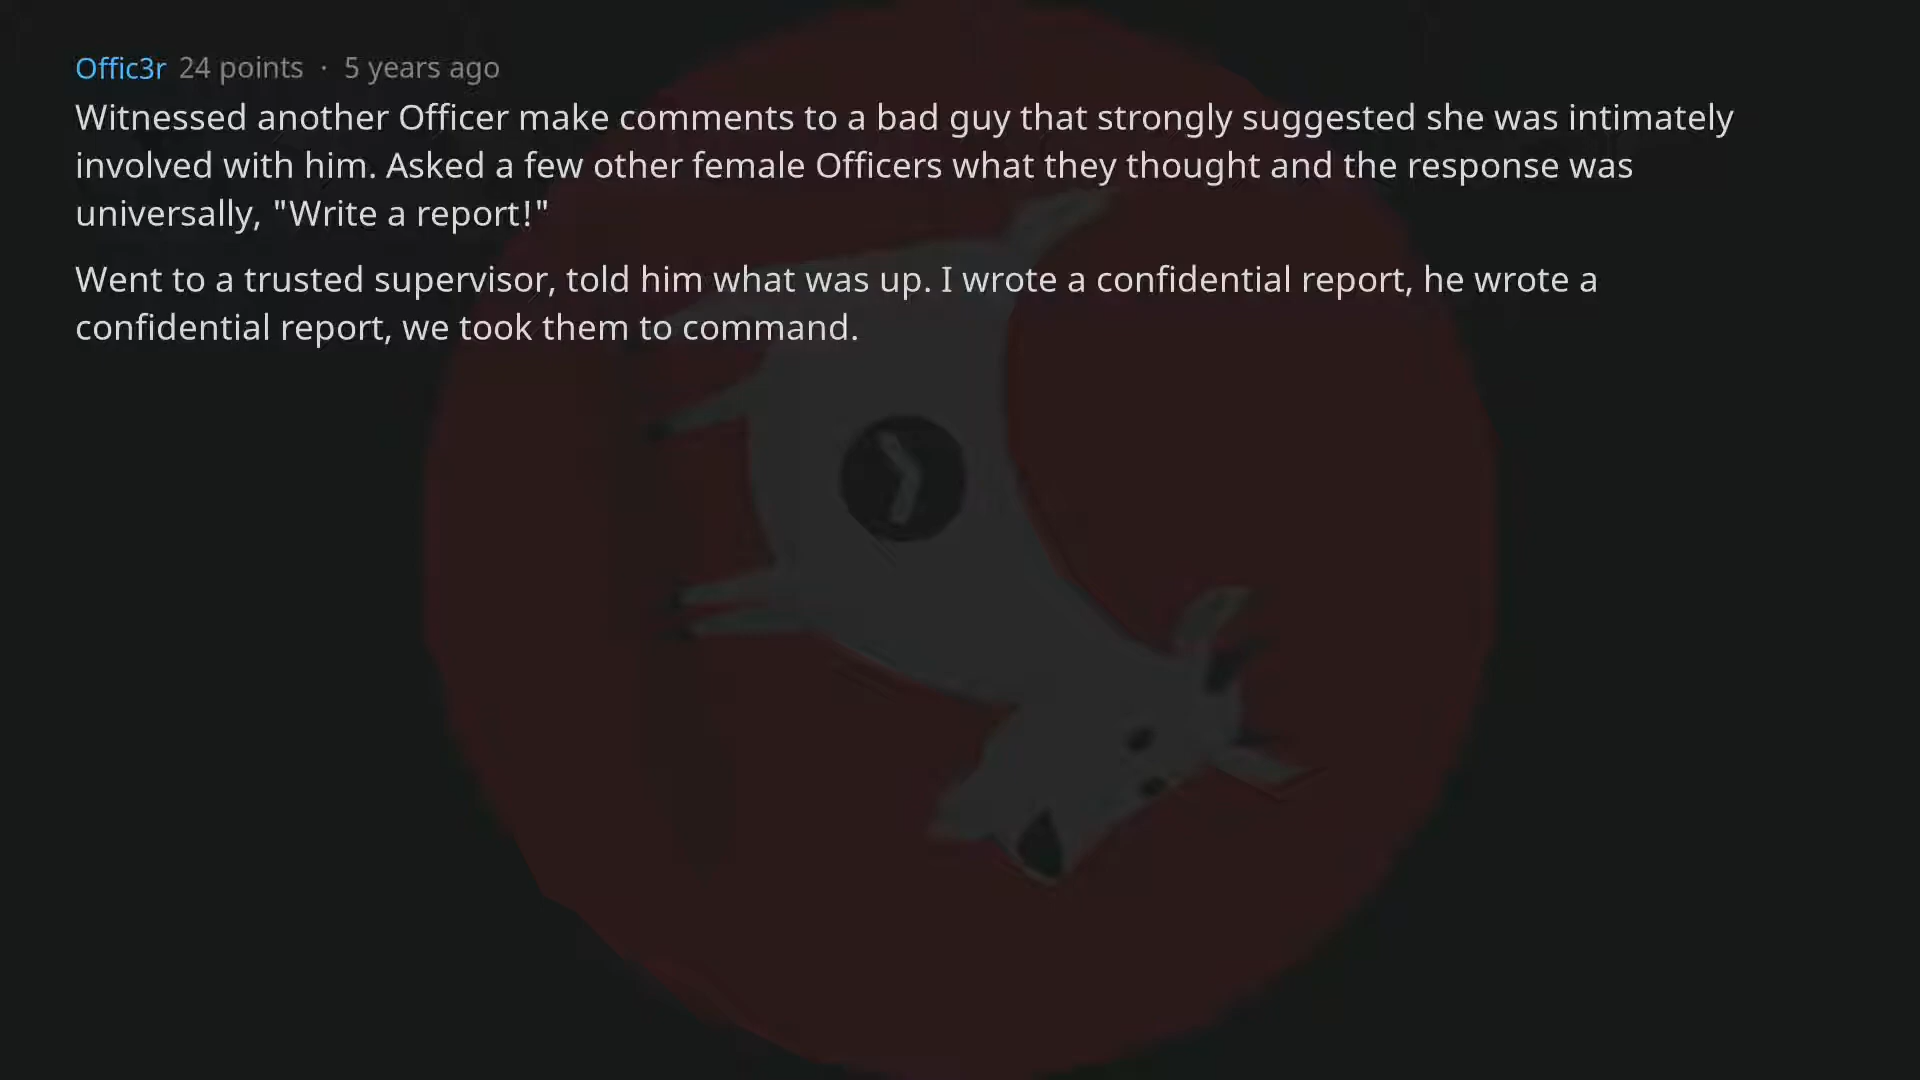 Offic3r 24 points · 5 years ago
Witnessed another Officer make comments to a bad guy that strongly suggested she was intimately
involved with him. Asked a few other female Officers what they thought and the response was
universally, "Write a report!"
Went to a trusted supervisor, told him what was up. I wrote a confidential report, he wrote a
confidential report, we took them to command.